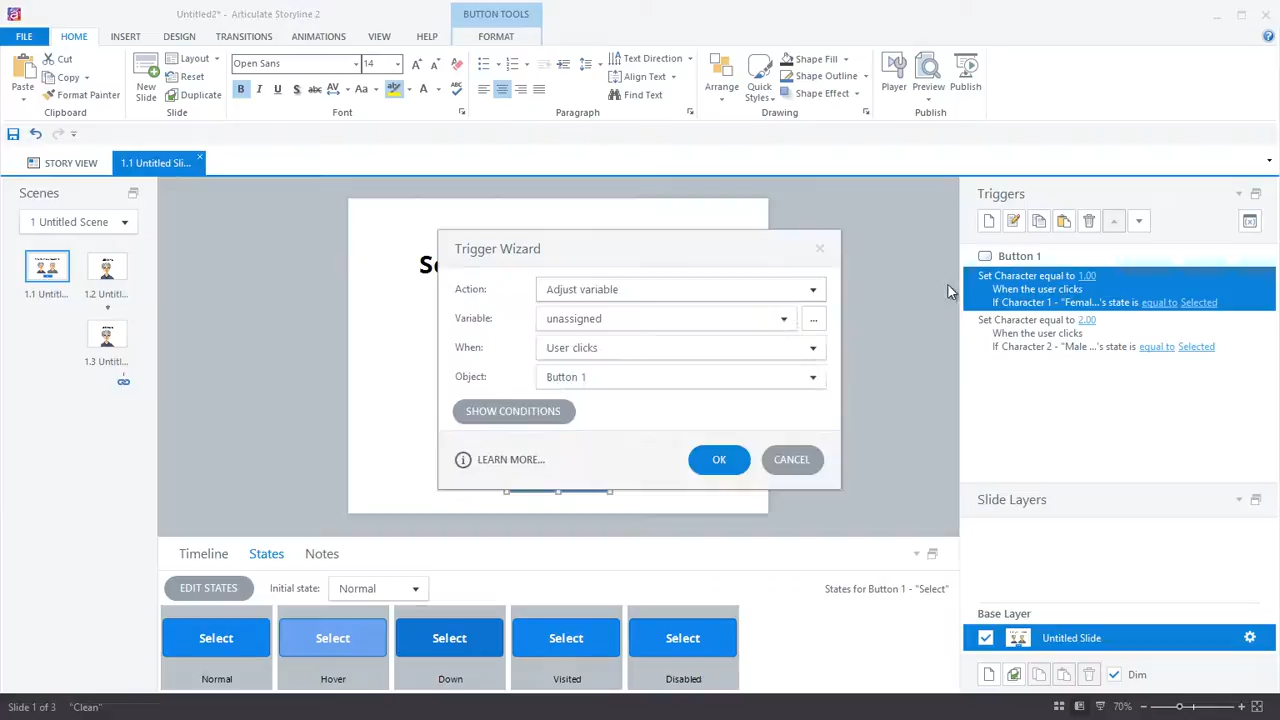 Untitled2* - Articulate Storyline 2
BUTTON TOOLS
FILE
HOME
INSERT
DESIGN
TRANSITIONS
ANIMATIONS
VIEW
HELP
FORMAT
Paste
Cut
Copy
Format Painter
Clipboard
New Slide
Layout
Reset
Duplicate
Slide
Open Sans
14
B I U S abc AV Aa
A
Font
Text Direction
Align Text
Find Text
Paragraph
Arrange
Quick Styles
Shape Fill
Shape Outline
Shape Effect
Drawing
Player
Preview
Publish
Publish
STORY VIEW
1.1 Untitled Sli...
Scenes
1 Untitled Scene
1.1 Untit...
1.2 Untit...
1.3 Untit...
Trigger Wizard
Action:
Adjust variable
Variable:
unassigned
...
When:
User clicks
Object:
Button 1
SHOW CONDITIONS
LEARN MORE...
OK
CANCEL
Triggers
Button 1
Set Character equal to 1.00
When the user clicks
If Character 1 - "Femal...'s state is equal to Selected
Set Character equal to 2.00
When the user clicks
If Character 2 - "Male ...'s state is equal to Selected
Slide Layers
Base Layer
Untitled Slide
Dim
Timeline
States
Notes
EDIT STATES
Initial state:
Normal
States for Button 1 - "Select"
Select
Select
Select
Select
Select
Normal
Hover
Down
Visited
Disabled
Slide 1 of 3
"Clean"
70%